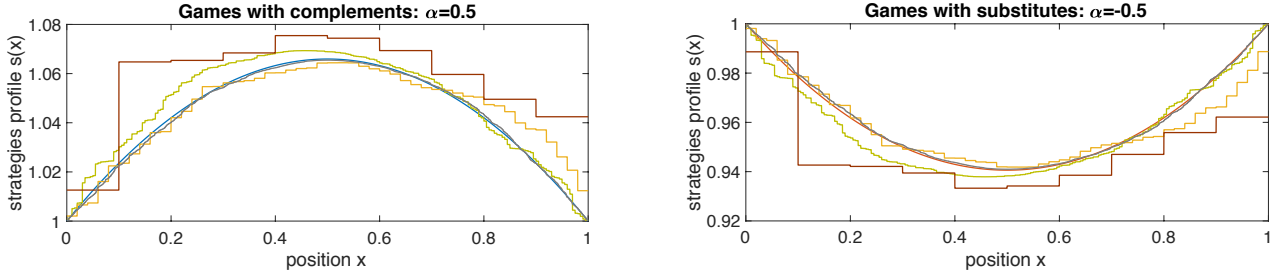 Games with complements: α=0.5
strategies profile s(x)
1.08
1.06
1.04
1.02
1
0 0.2 0.4 0.6 0.8 1
position x
Games with substitutes: α=-0.5
strategies profile s(x)
1
0.98
0.96
0.94
0.92
0 0.2 0.4 0.6 0.8 1
position x